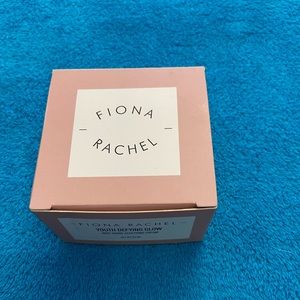 FIONA
RACHEL
FIONA RACHEL
YOUTH DEFYING GLOW